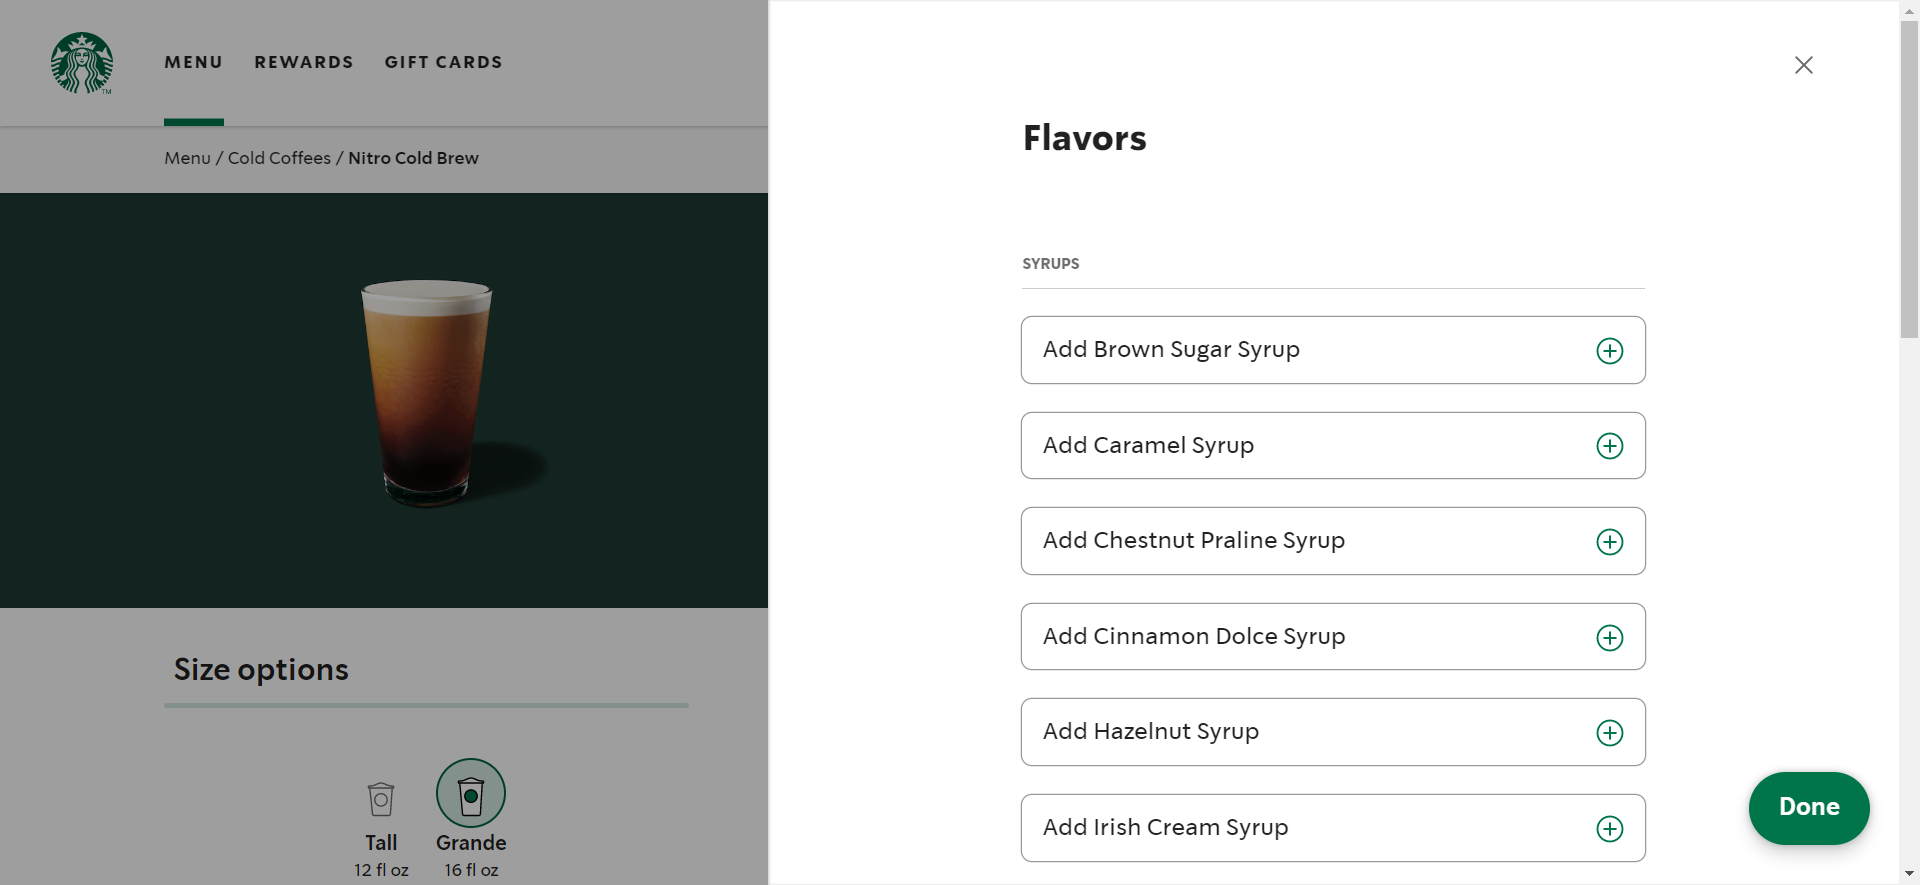 MENU REWARDS GIFT CARDS
TM
Menu / Cold Coffees / Nitro Cold Brew
Size options
Tall
12 fl oz
Grande
16 fl oz
Flavors
SYRUPS
Add Brown Sugar Syrup
Add Caramel Syrup
Add Chestnut Praline Syrup
Add Cinnamon Dolce Syrup
Add Hazelnut Syrup
Add Irish Cream Syrup
Done